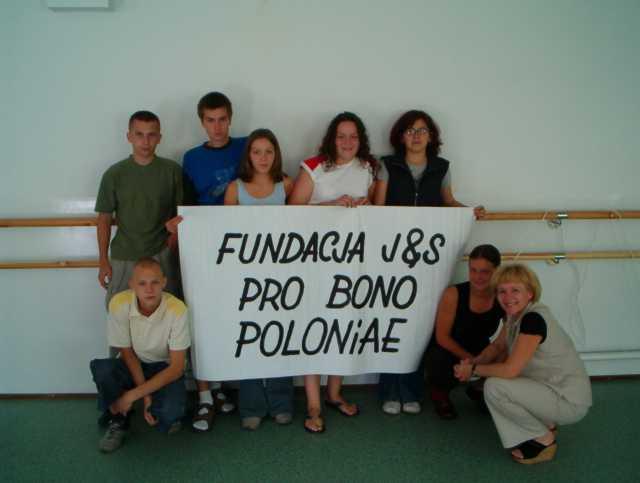 FUNDACJA J&S
PRO BONO
POLONiAE